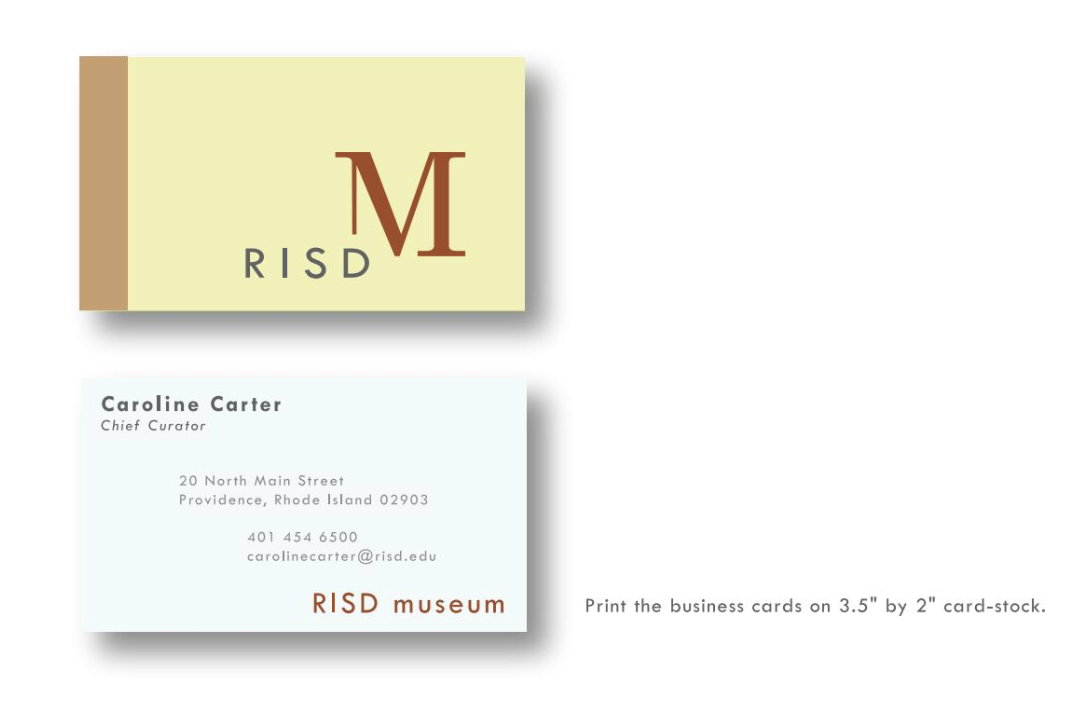 M
RISD
Caroline Carter
Chief Curator
20 North Main Street
Providence, Rhode Island 02903
401 454 6500
carolinecarter@risd.edu
RISD museum
Print the business cards on 3.5" by 2" card-stock.